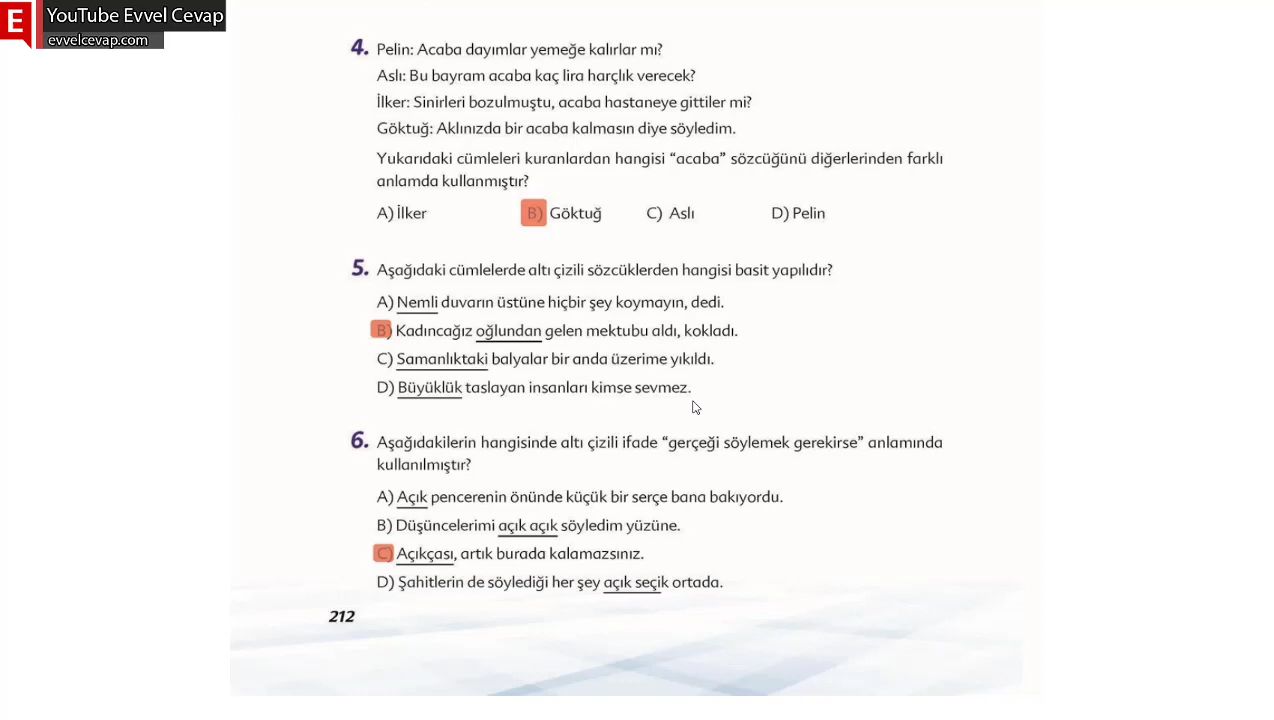 E
YouTube Evvel Cevap
evvelcevap.com
4. Pelin: Acaba dayımlar yemeğe kalırlar mı?
Aslı: Bu bayram acaba kaç lira harçlık verecek?
İlker: Sinirleri bozulmuştu, acaba hastaneye gittiler mi?
Göktuğ: Aklınızda bir acaba kalmasın diye söyledim.
Yukarıdaki cümleleri kuranlardan hangisi “acaba” sözcüğünü diğerlerinden farklı
anlamda kullanmıştır?
A) İlker B) Göktuğ C) Aslı D) Pelin
5. Aşağıdaki cümlelerde altı çizili sözcüklerden hangisi basit yapılıdır?
A) Nemli duvarın üstüne hiçbir şey koymayın, dedi.
B) Kadıncağız oğlundan gelen mektubu aldı, kokladı.
C) Samanlıktaki balyalar bir anda üzerime yıkıldı.
D) Büyüklük taslayan insanları kimse sevmez.
6. Aşağıdakilerin hangisinde altı çizili ifade “gerçeği söylemek gerekirse” anlamında
kullanılmıştır?
A) Açık pencerenin önünde küçük bir serçe bana bakıyordu.
B) Düşüncelerimi açık açık söyledim yüzüne.
C) Açıkçası, artık burada kalamazsınız.
D) Şahitlerin de söylediği her şey açık seçik ortada.
212